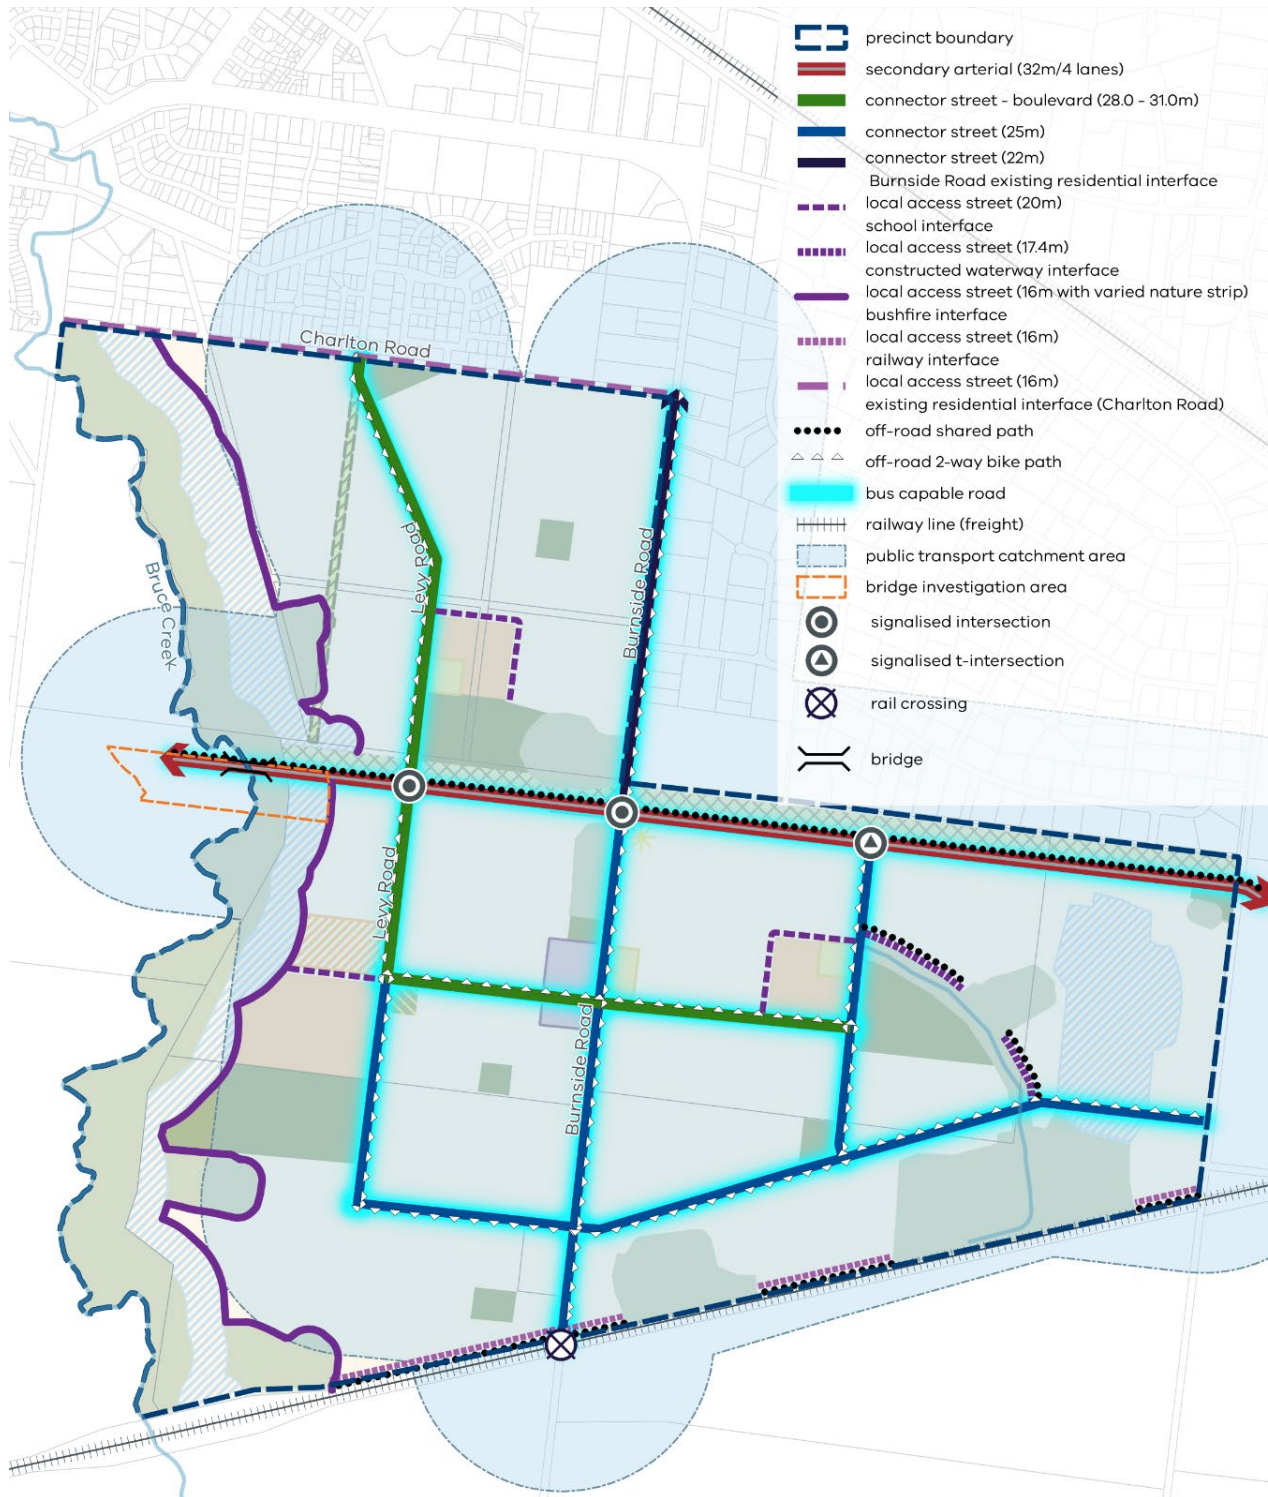 precinct boundary
secondary arterial (32m/4 lanes)
connector street - boulevard (28.0 - 31.0m)
connector street (25m)
connector street (22m)
Burnside Road existing residential interface
local access street (20m)
school interface
local access street (17.4m)
constructed waterway interface
local access street (16m with varied nature strip)
bushfire interface
local access street (16m)
railway interface
local access street (16m)
existing residential interface (Charlton Road)
off-road shared path
off-road 2-way bike path
bus capable road
railway line (freight)
public transport catchment area
bridge investigation area
signalised intersection
signalised t-intersection
rail crossing
bridge
Charlton Road
Levy Road
Burnside Road
Bruce Creek
Levy Road
Burnside Road